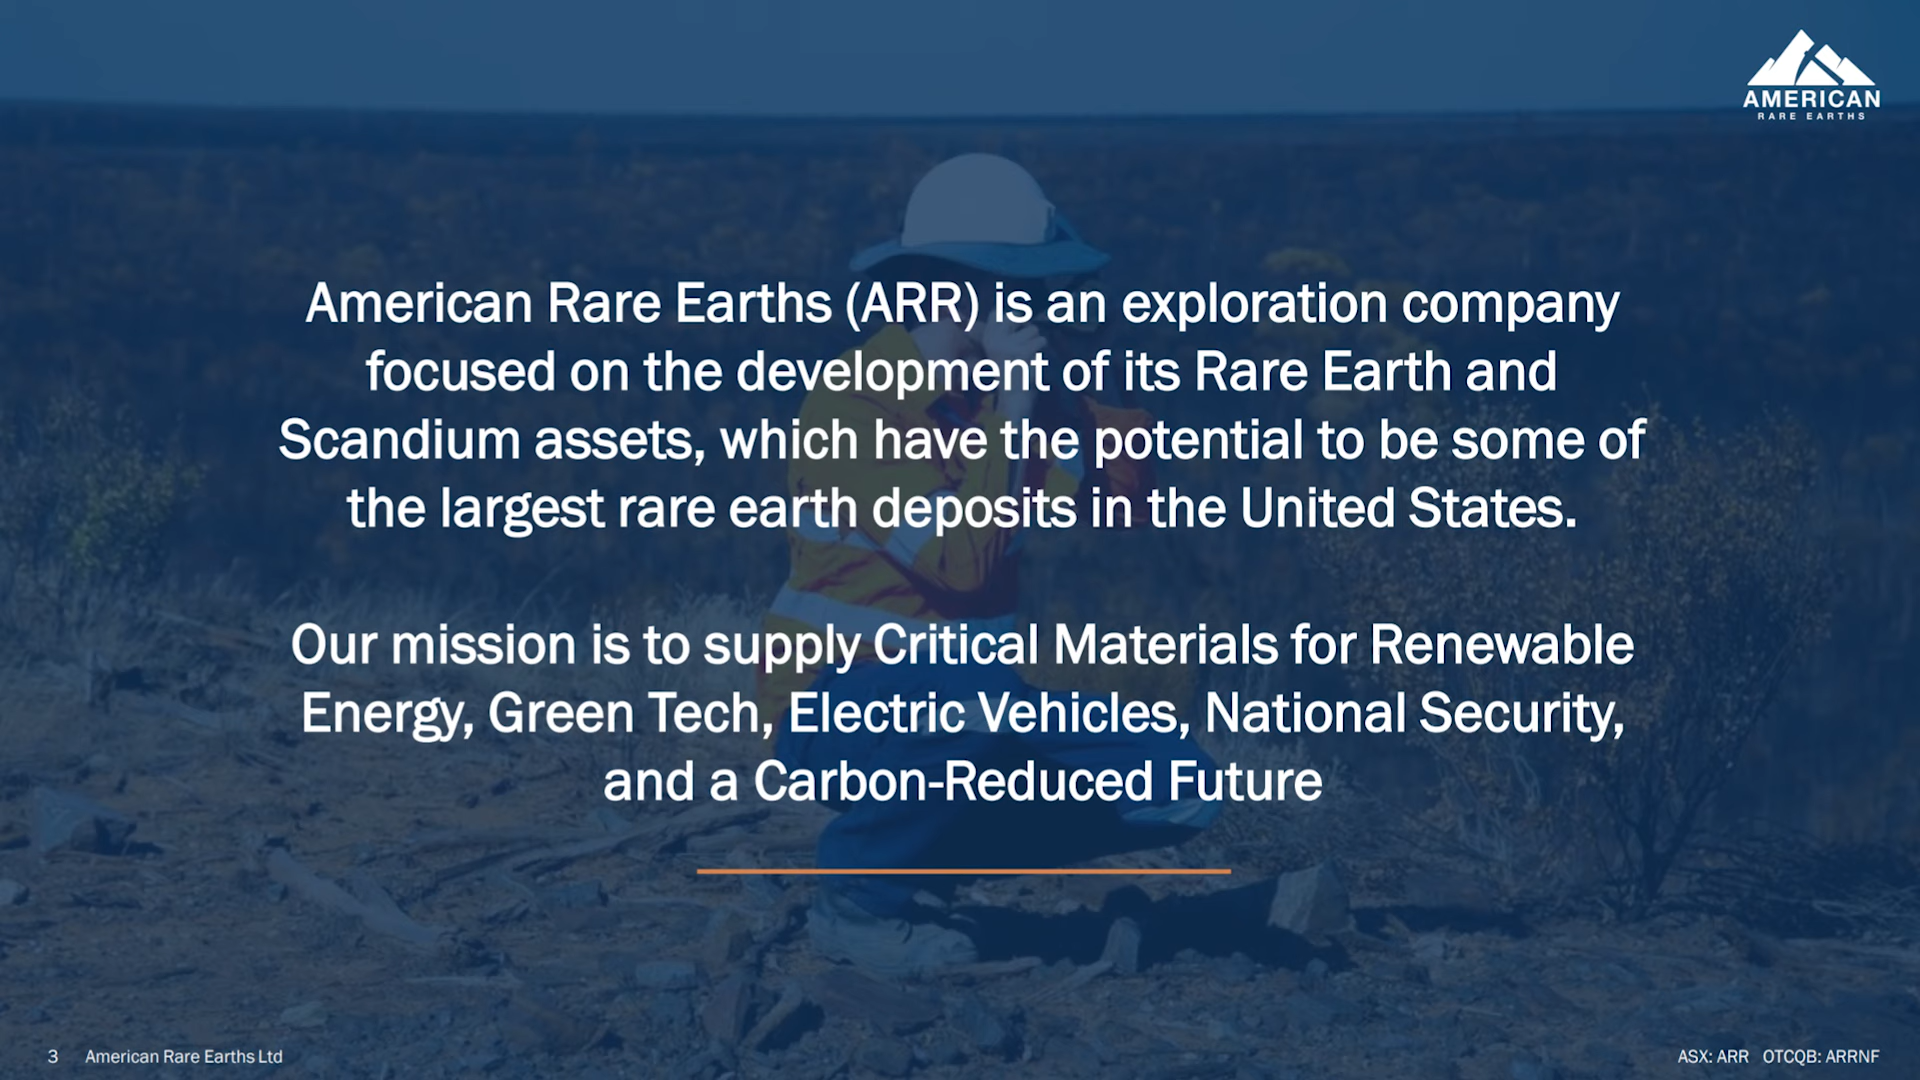 AMERICAN
RARE EARTHS
American Rare Earths (ARR) is an exploration company
focused on the development of its Rare Earth and
Scandium assets, which have the potential to be some of
the largest rare earth deposits in the United States.
Our mission is to supply Critical Materials for Renewable
Energy, Green Tech, Electric Vehicles, National Security,
and a Carbon-Reduced Future
3 American Rare Earths Ltd
ASX: ARR OTCQB: ARRNF